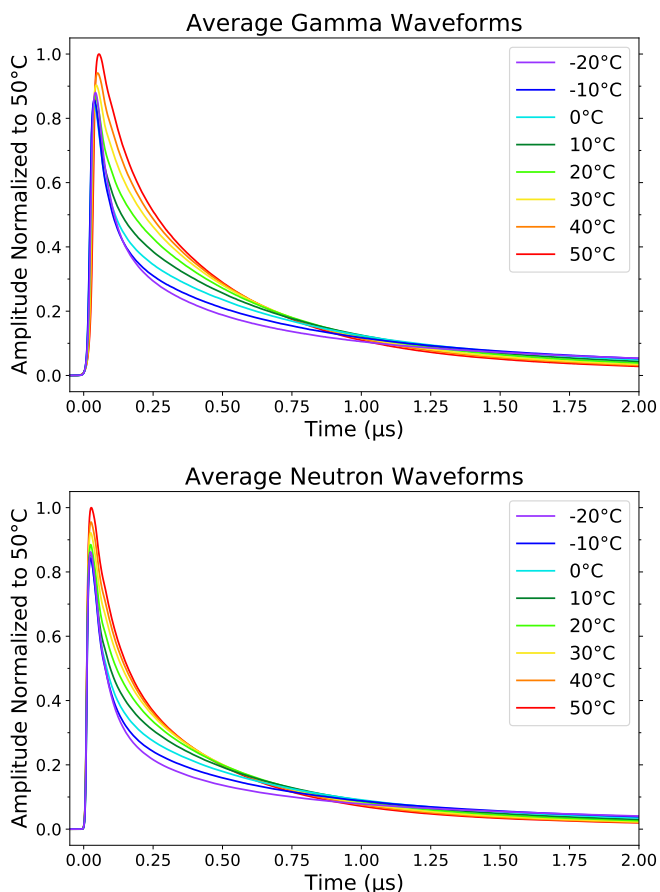 Average Gamma Waveforms
Amplitude Normalized to 50°C
1.0
0.8
0.6
0.4
0.2
0.0
-20°C
-10°C
0°C
10°C
20°C
30°C
40°C
50°C
0.00 0.25 0.50 0.75 1.00 1.25 1.50 1.75 2.00
Time (μs)
Average Neutron Waveforms
Amplitude Normalized to 50°C
1.0
0.8
0.6
0.4
0.2
0.0
-20°C
-10°C
0°C
10°C
20°C
30°C
40°C
50°C
0.00 0.25 0.50 0.75 1.00 1.25 1.50 1.75 2.00
Time (μs)